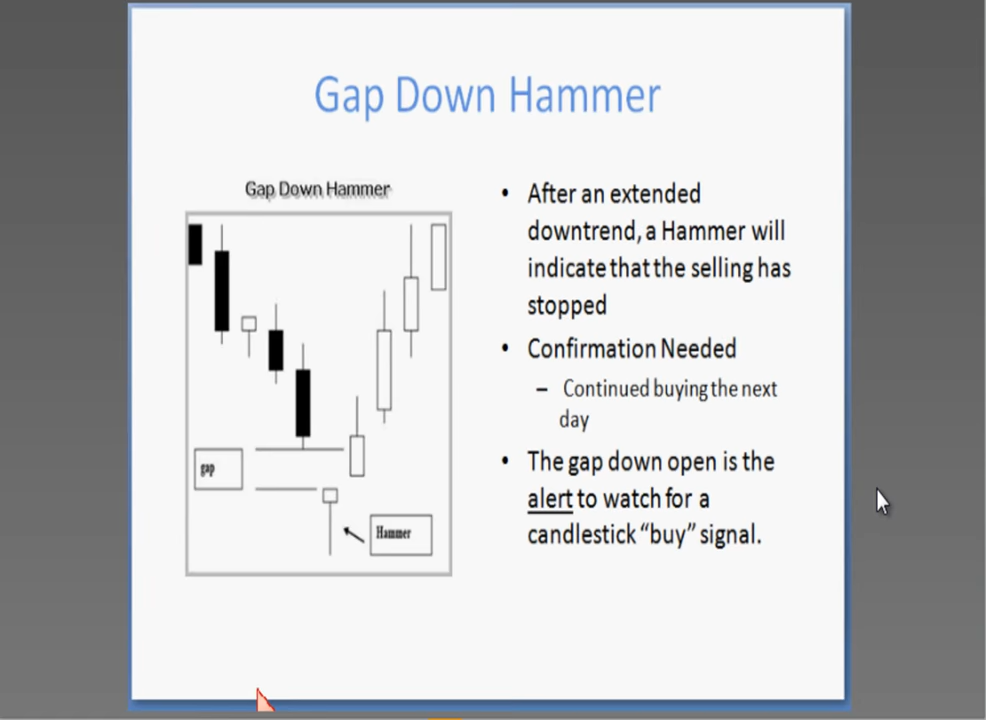 Gap Down Hammer
Gap Down Hammer
gap
Hammer
• After an extended
downtrend, a Hammer will
indicate that the selling has
stopped
• Confirmation Needed
– Continued buying the next
day
• The gap down open is the
alert to watch for a
candlestick “buy” signal.